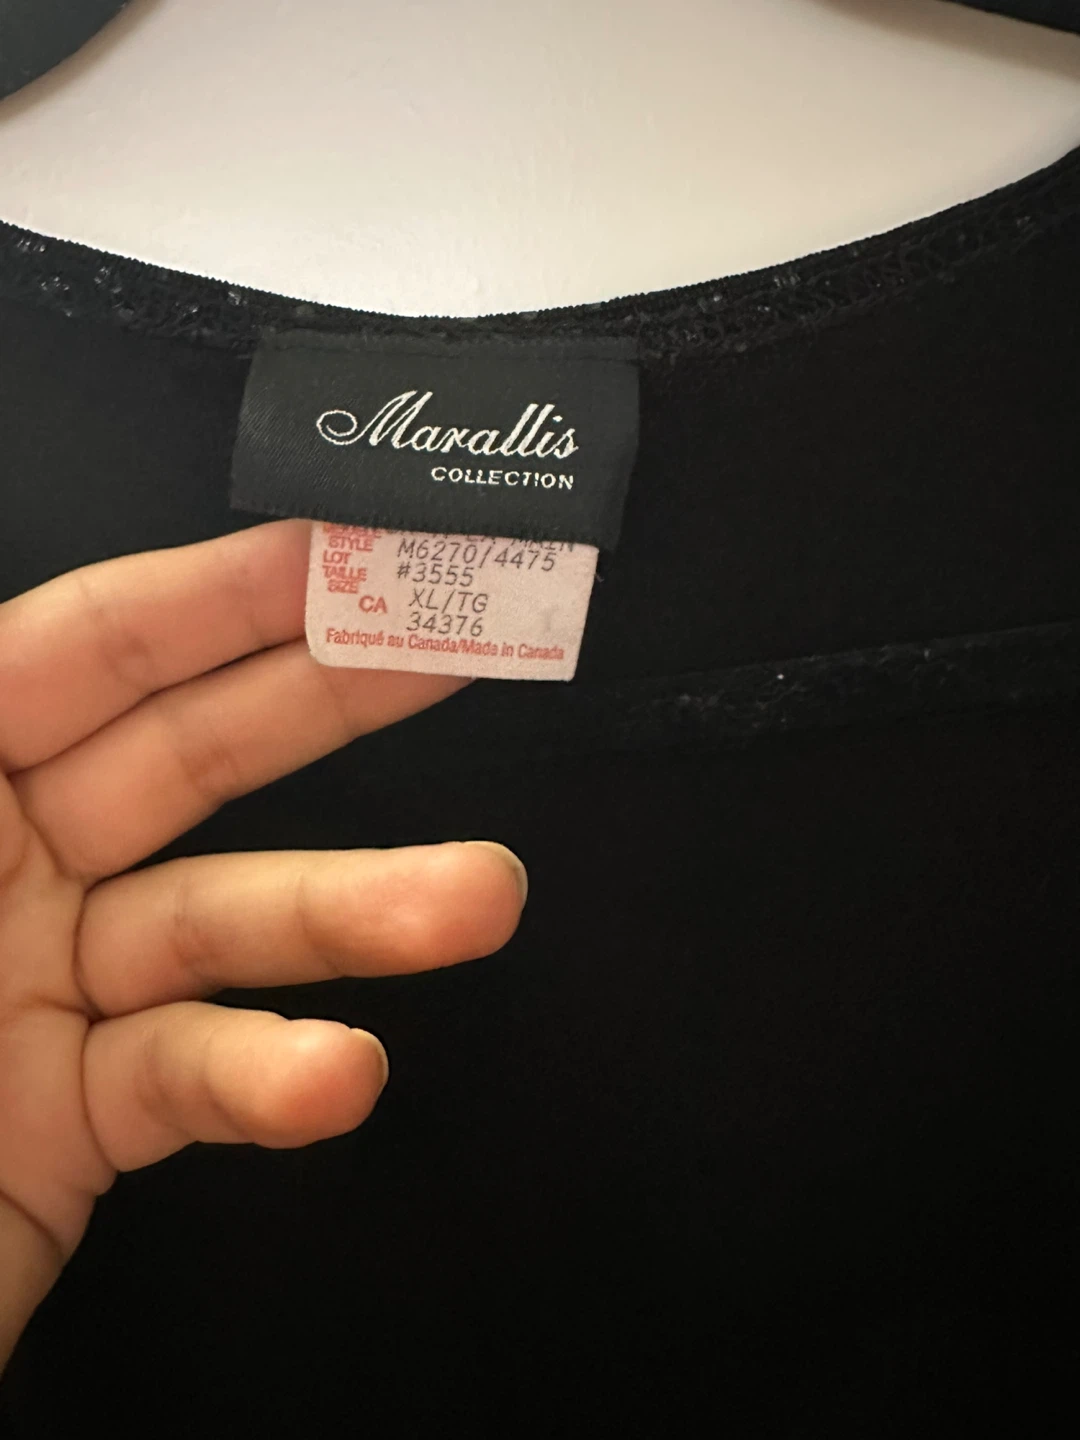 Marallis
COLLECTION
STYLE M6270/4475
LOT #3555
TAILLE
SIZE XL/TG
CA 34376
Fabriqué au Canada/Made in Canada